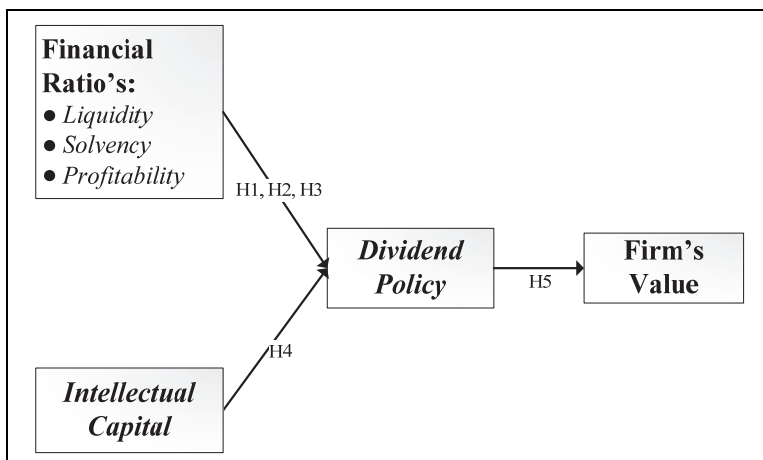 Financial
Ratio’s:
● Liquidity
● Solvency
● Profitability
H1, H2, H3
Dividend
Policy
H5
Firm’s
Value
H4
Intellectual
Capital